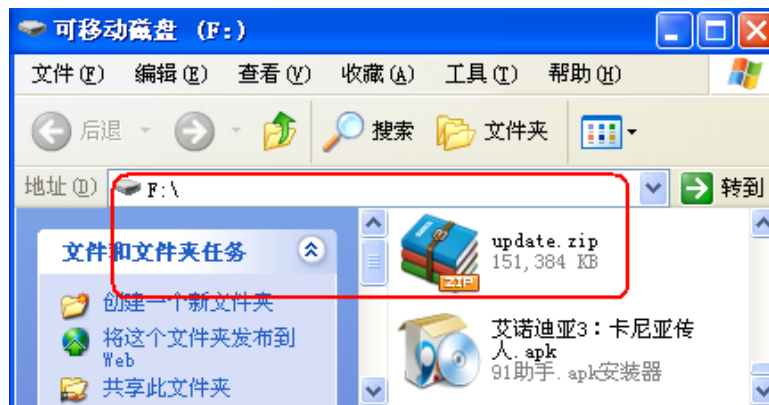 可移动磁盘 (F:)
文件(F) 编辑(E) 查看(V) 收藏(A) 工具(T) 帮助(H)
后退 搜索 文件夹
地址(D) F:\ 转到
文件和文件夹任务
创建一个新文件夹
将这个文件夹发布到
Web
共享此文件夹
update.zip
151,384 KB
ZIP
艾诺迪亚3：卡尼亚传
人.apk
91助手.apk安装器